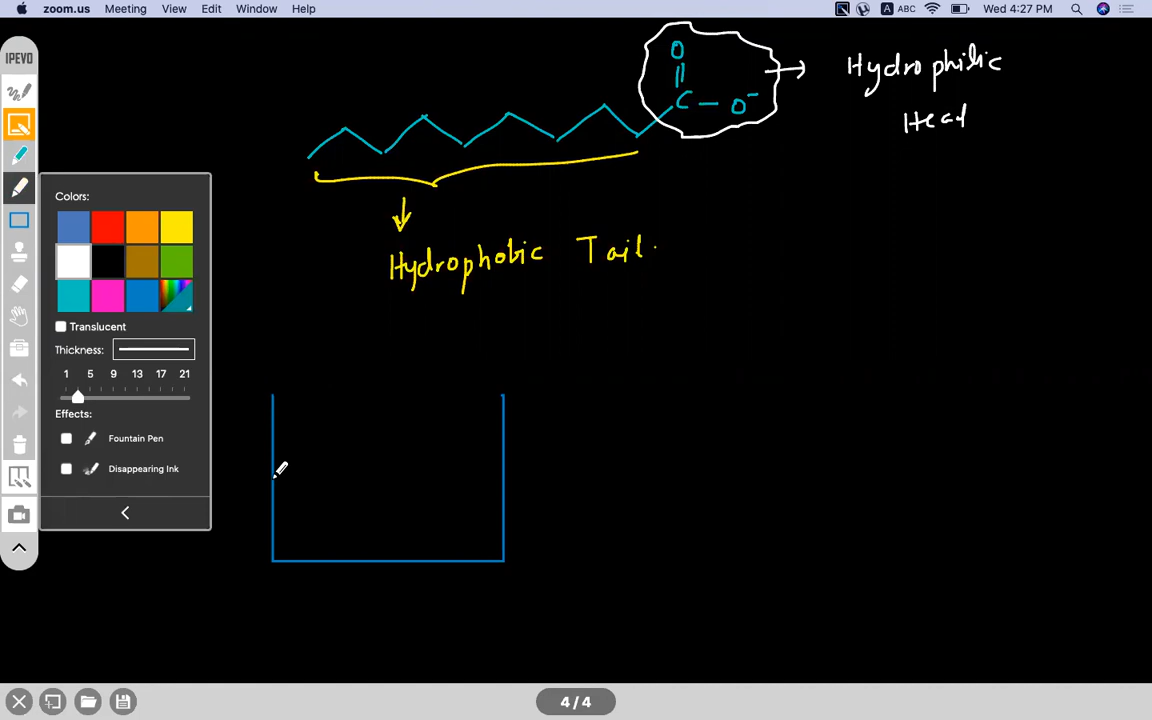 zoom.us Meeting View Edit Window Help A ABC Wed 4:27 PM
IPEVO
O
||
C — O⁻
→ Hydrophilic
Head
Hydrophobic Tail.
Colors:
Translucent
Thickness:
1 5 9 13 17 21
Effects:
Fountain Pen
Disappearing Ink
4 / 4